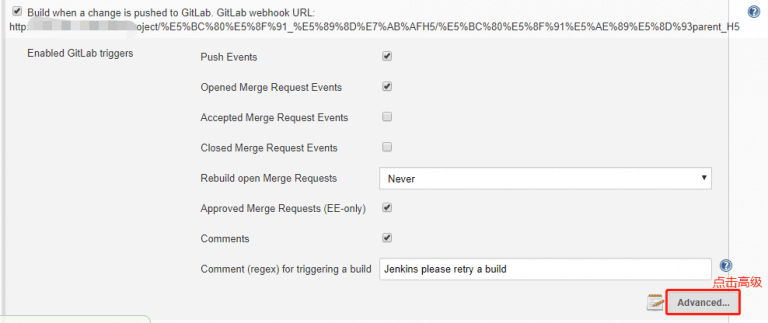 Build when a change is pushed to GitLab. GitLab webhook URL:
http:
oject/%E5%BC%80%E5%8F%91_%E5%89%8D%E7%AB%AFH5/%E5%BC%80%E5%8F%91%E5%AE%89%E5%8D%93parent_H5
Enabled GitLab triggers
Push Events
Opened Merge Request Events
Accepted Merge Request Events
Closed Merge Request Events
Rebuild open Merge Requests
Never
Approved Merge Requests (EE-only)
Comments
Comment (regex) for triggering a build
Jenkins please retry a build
点击高级
Advanced...